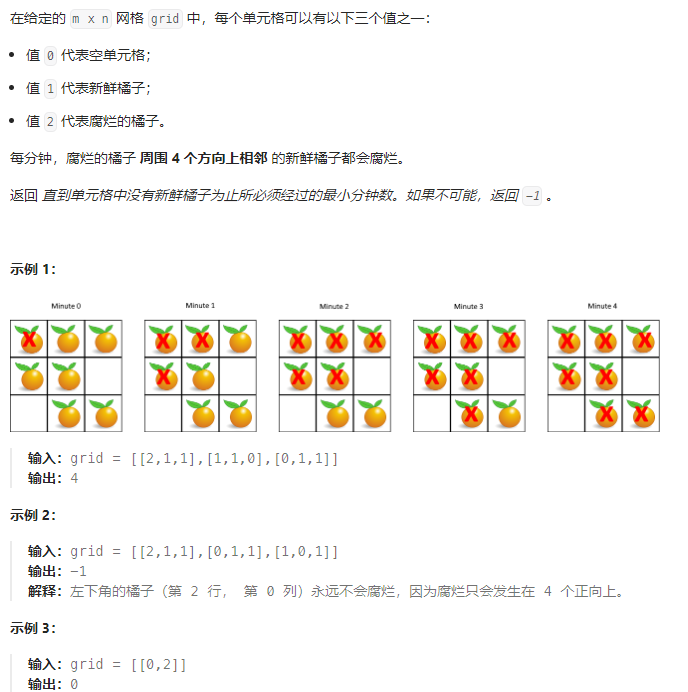 在给定的 m x n 网格 grid 中，每个单元格可以有以下三个值之一：
值 0 代表空单元格；
值 1 代表新鲜橘子；
值 2 代表腐烂的橘子。
每分钟，腐烂的橘子 周围 4 个方向上相邻 的新鲜橘子都会腐烂。
返回 直到单元格中没有新鲜橘子为止所必须经过的最小分钟数。如果不可能，返回 -1 。
示例 1：
Minute 0 Minute 1 Minute 2 Minute 3 Minute 4
输入：grid = [[2,1,1],[1,1,0],[0,1,1]]
输出：4
示例 2：
输入：grid = [[2,1,1],[0,1,1],[1,0,1]]
输出：-1
解释：左下角的橘子（第 2 行， 第 0 列）永远不会腐烂，因为腐烂只会发生在 4 个正向上。
示例 3：
输入：grid = [[0,2]]
输出：0